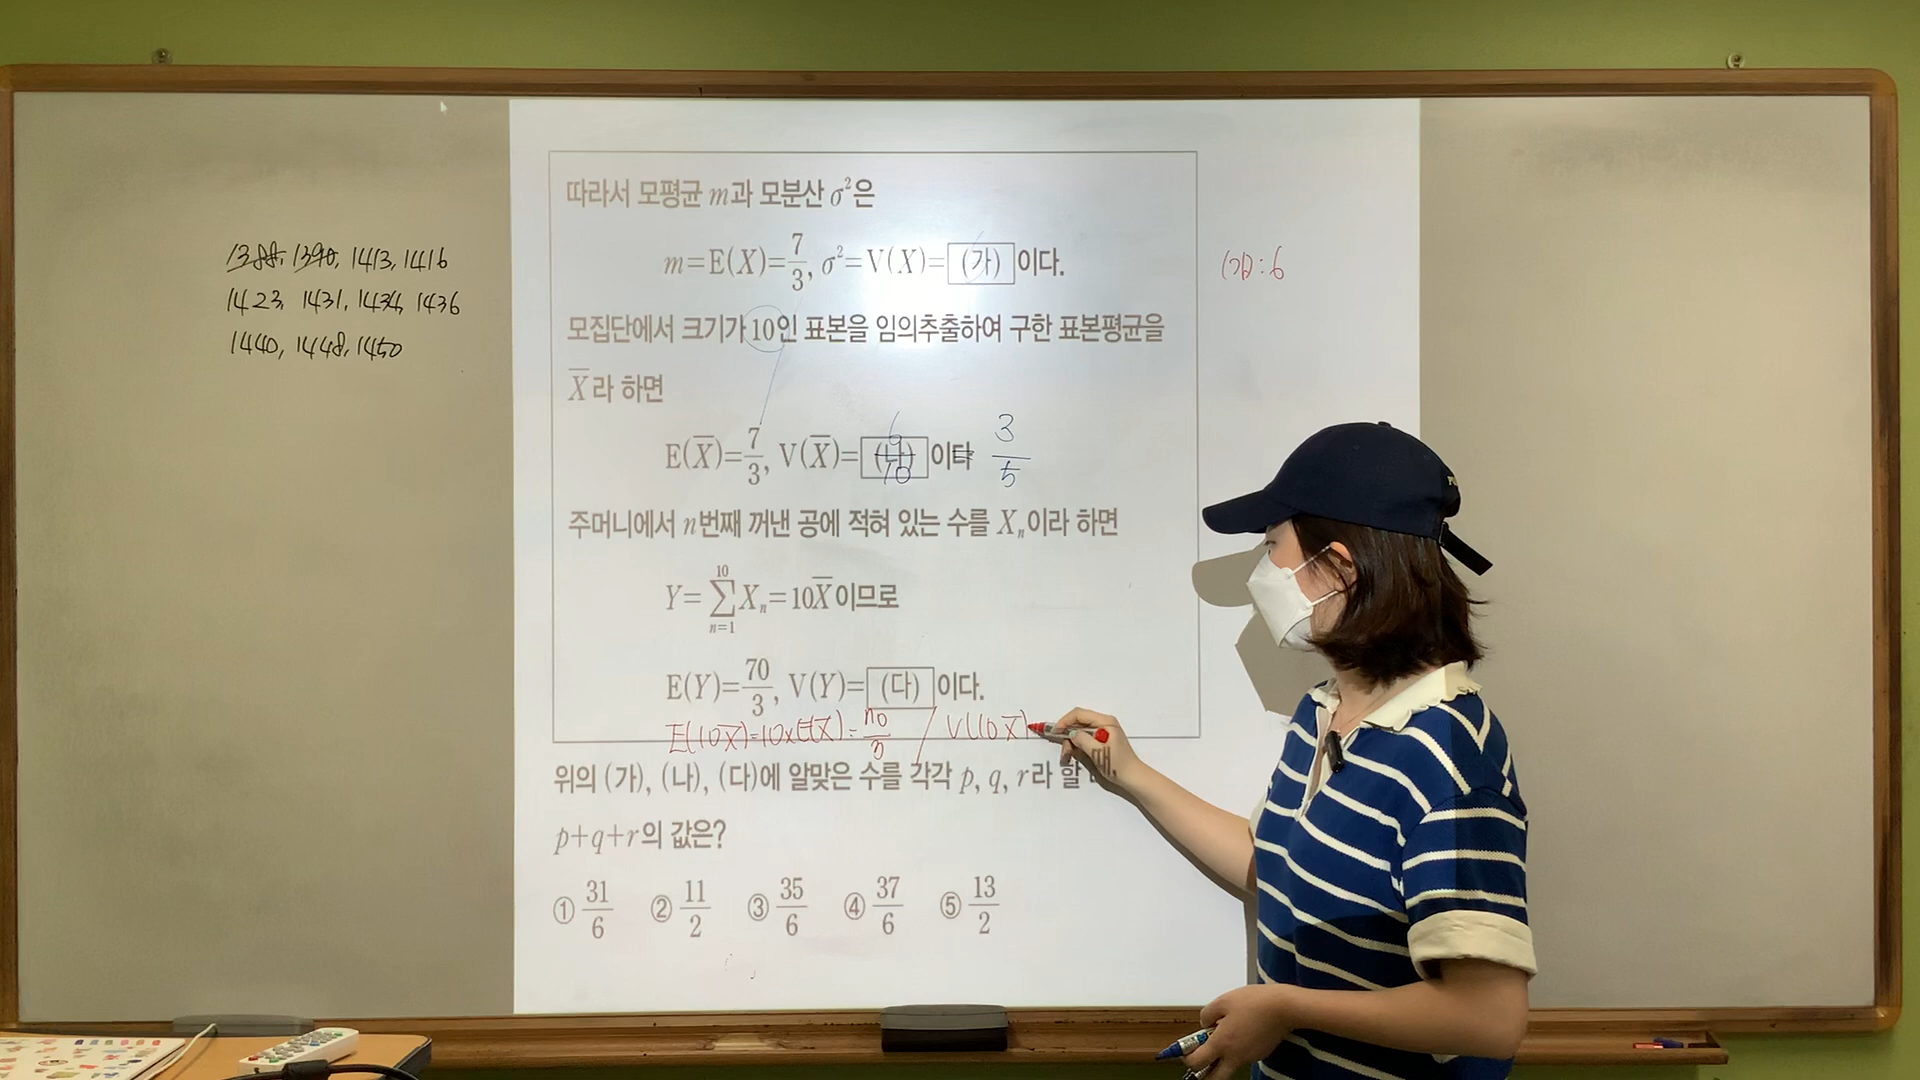 1388, 1390, 1413, 1416
1423, 1431, 1434, 1436
1440, 1448, 1450
따라서 모평균 m과 모분산 σ²은
m=E(X)=7/3, σ²=V(X)= (가) 이다.
(가):6
모집단에서 크기가 10인 표본을 임의추출하여 구한 표본평균을
X̄라 하면
E(X̄)=7/3, V(X̄)= (나) 이다
6/10 = 3/5
주머니에서 n번째 꺼낸 공에 적혀 있는 수를 Xₙ이라 하면
Y=∑_{n=1}^{10} Xₙ=10X̄이므로
E(Y)=70/3, V(Y)= (다) 이다.
E(10X̄)=10×E(X̄)=70/3 / V(10X̄)
위의 (가), (나), (다)에 알맞은 수를 각각 p, q, r라 할 때,
p+q+r의 값은?
① 31/6 ② 11/2 ③ 35/6 ④ 37/6 ⑤ 13/2